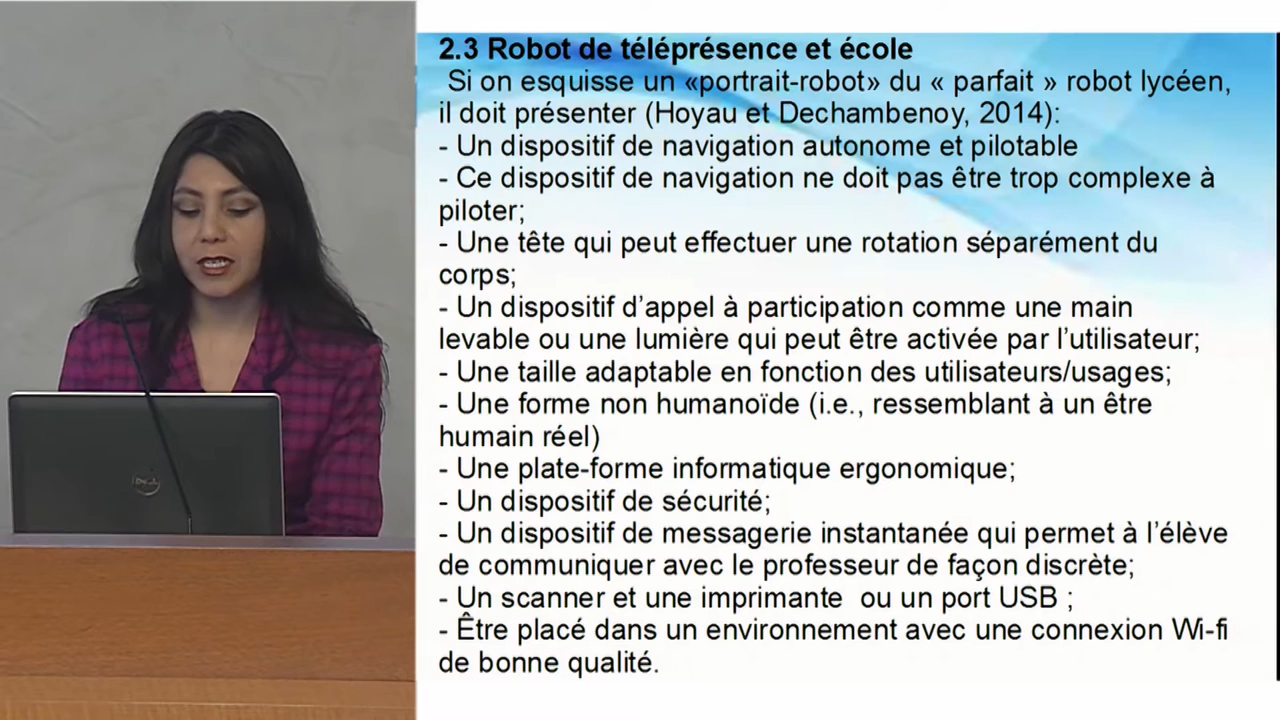 2.3 Robot de téléprésence et école
Si on esquisse un «portrait-robot» du « parfait » robot lycéen,
il doit présenter (Hoyau et Dechambenoy, 2014):
- Un dispositif de navigation autonome et pilotable
- Ce dispositif de navigation ne doit pas être trop complexe à
piloter;
- Une tête qui peut effectuer une rotation séparément du
corps;
- Un dispositif d’appel à participation comme une main
levable ou une lumière qui peut être activée par l’utilisateur;
- Une taille adaptable en fonction des utilisateurs/usages;
- Une forme non humanoïde (i.e., ressemblant à un être
humain réel)
- Une plate-forme informatique ergonomique;
- Un dispositif de sécurité;
- Un dispositif de messagerie instantanée qui permet à l’élève
de communiquer avec le professeur de façon discrète;
- Un scanner et une imprimante  ou un port USB ;
- Être placé dans un environnement avec une connexion Wi-fi
de bonne qualité.
DELL